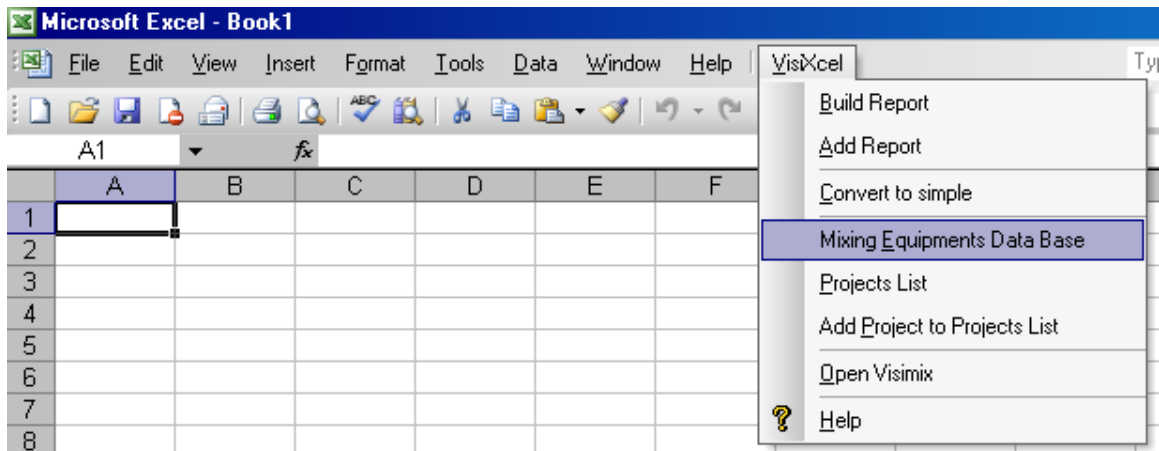 Microsoft Excel - Book1
File Edit View Insert Format Tools Data Window Help VisiXcel
ABC
A1 fx
A B C D E F
1
2
3
4
5
6
7
8
Build Report
Add Report
Convert to simple
Mixing Equipments Data Base
Projects List
Add Project to Projects List
Open Visimix
? Help